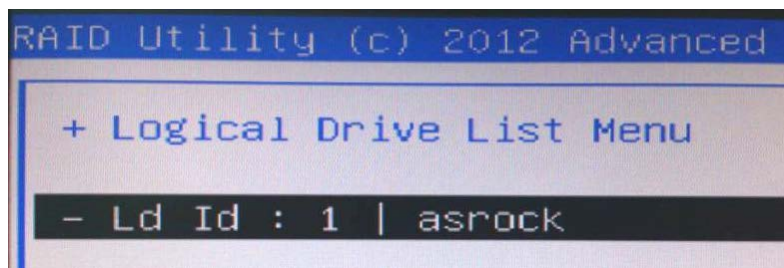 RAID Utility (c) 2012 Advanced
+ Logical Drive List Menu
- Ld Id : 1 | asrock